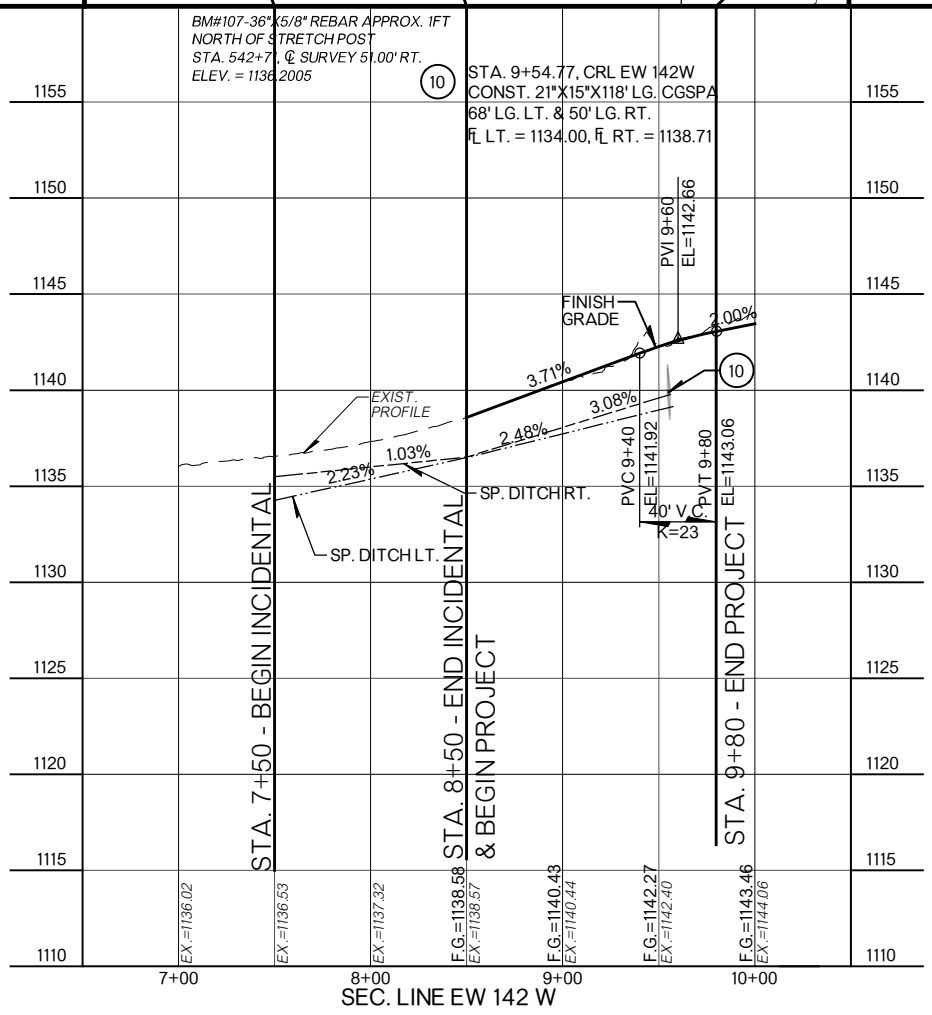 BM#107-36"X5/8" REBAR APPROX. 1FT
NORTH OF STRETCH POST
STA. 542+71, ℄ SURVEY 51.00' RT.
ELEV. = 1136.2005
10
STA. 9+54.77, CRL EW 142W
CONST. 21"X15"X118' LG. CGSPA
68' LG. LT. & 50' LG. RT.
FL LT. = 1134.00, FL RT. = 1138.71
1155
1155
1150
1150
PVI 9+60
EL=1142.66
1145
1145
FINISH
GRADE
2.00%
3.71%
10
1140
1140
EXIST.
PROFILE
3.08%
2.48%
1.03%
2.23%
PVC 9+40
EL=1141.92
PVT 9+80
EL=1143.06
1135
1135
SP. DITCH RT.
40' V.C.
K=23
SP. DITCH LT.
1130
1130
1125
1125
1120
1120
1115
1115
STA. 7+50 - BEGIN INCIDENTAL
STA. 8+50 - END INCIDENTAL
& BEGIN PROJECT
STA. 9+80 - END PROJECT
EX.=1136.02
EX.=1136.53
EX.=1137.32
F.G.=1138.58
EX.=1138.57
F.G.=1140.43
EX.=1140.44
F.G.=1142.27
EX.=1142.40
F.G.=1143.46
EX.=1144.06
1110
1110
7+00
8+00
9+00
10+00
SEC. LINE EW 142 W